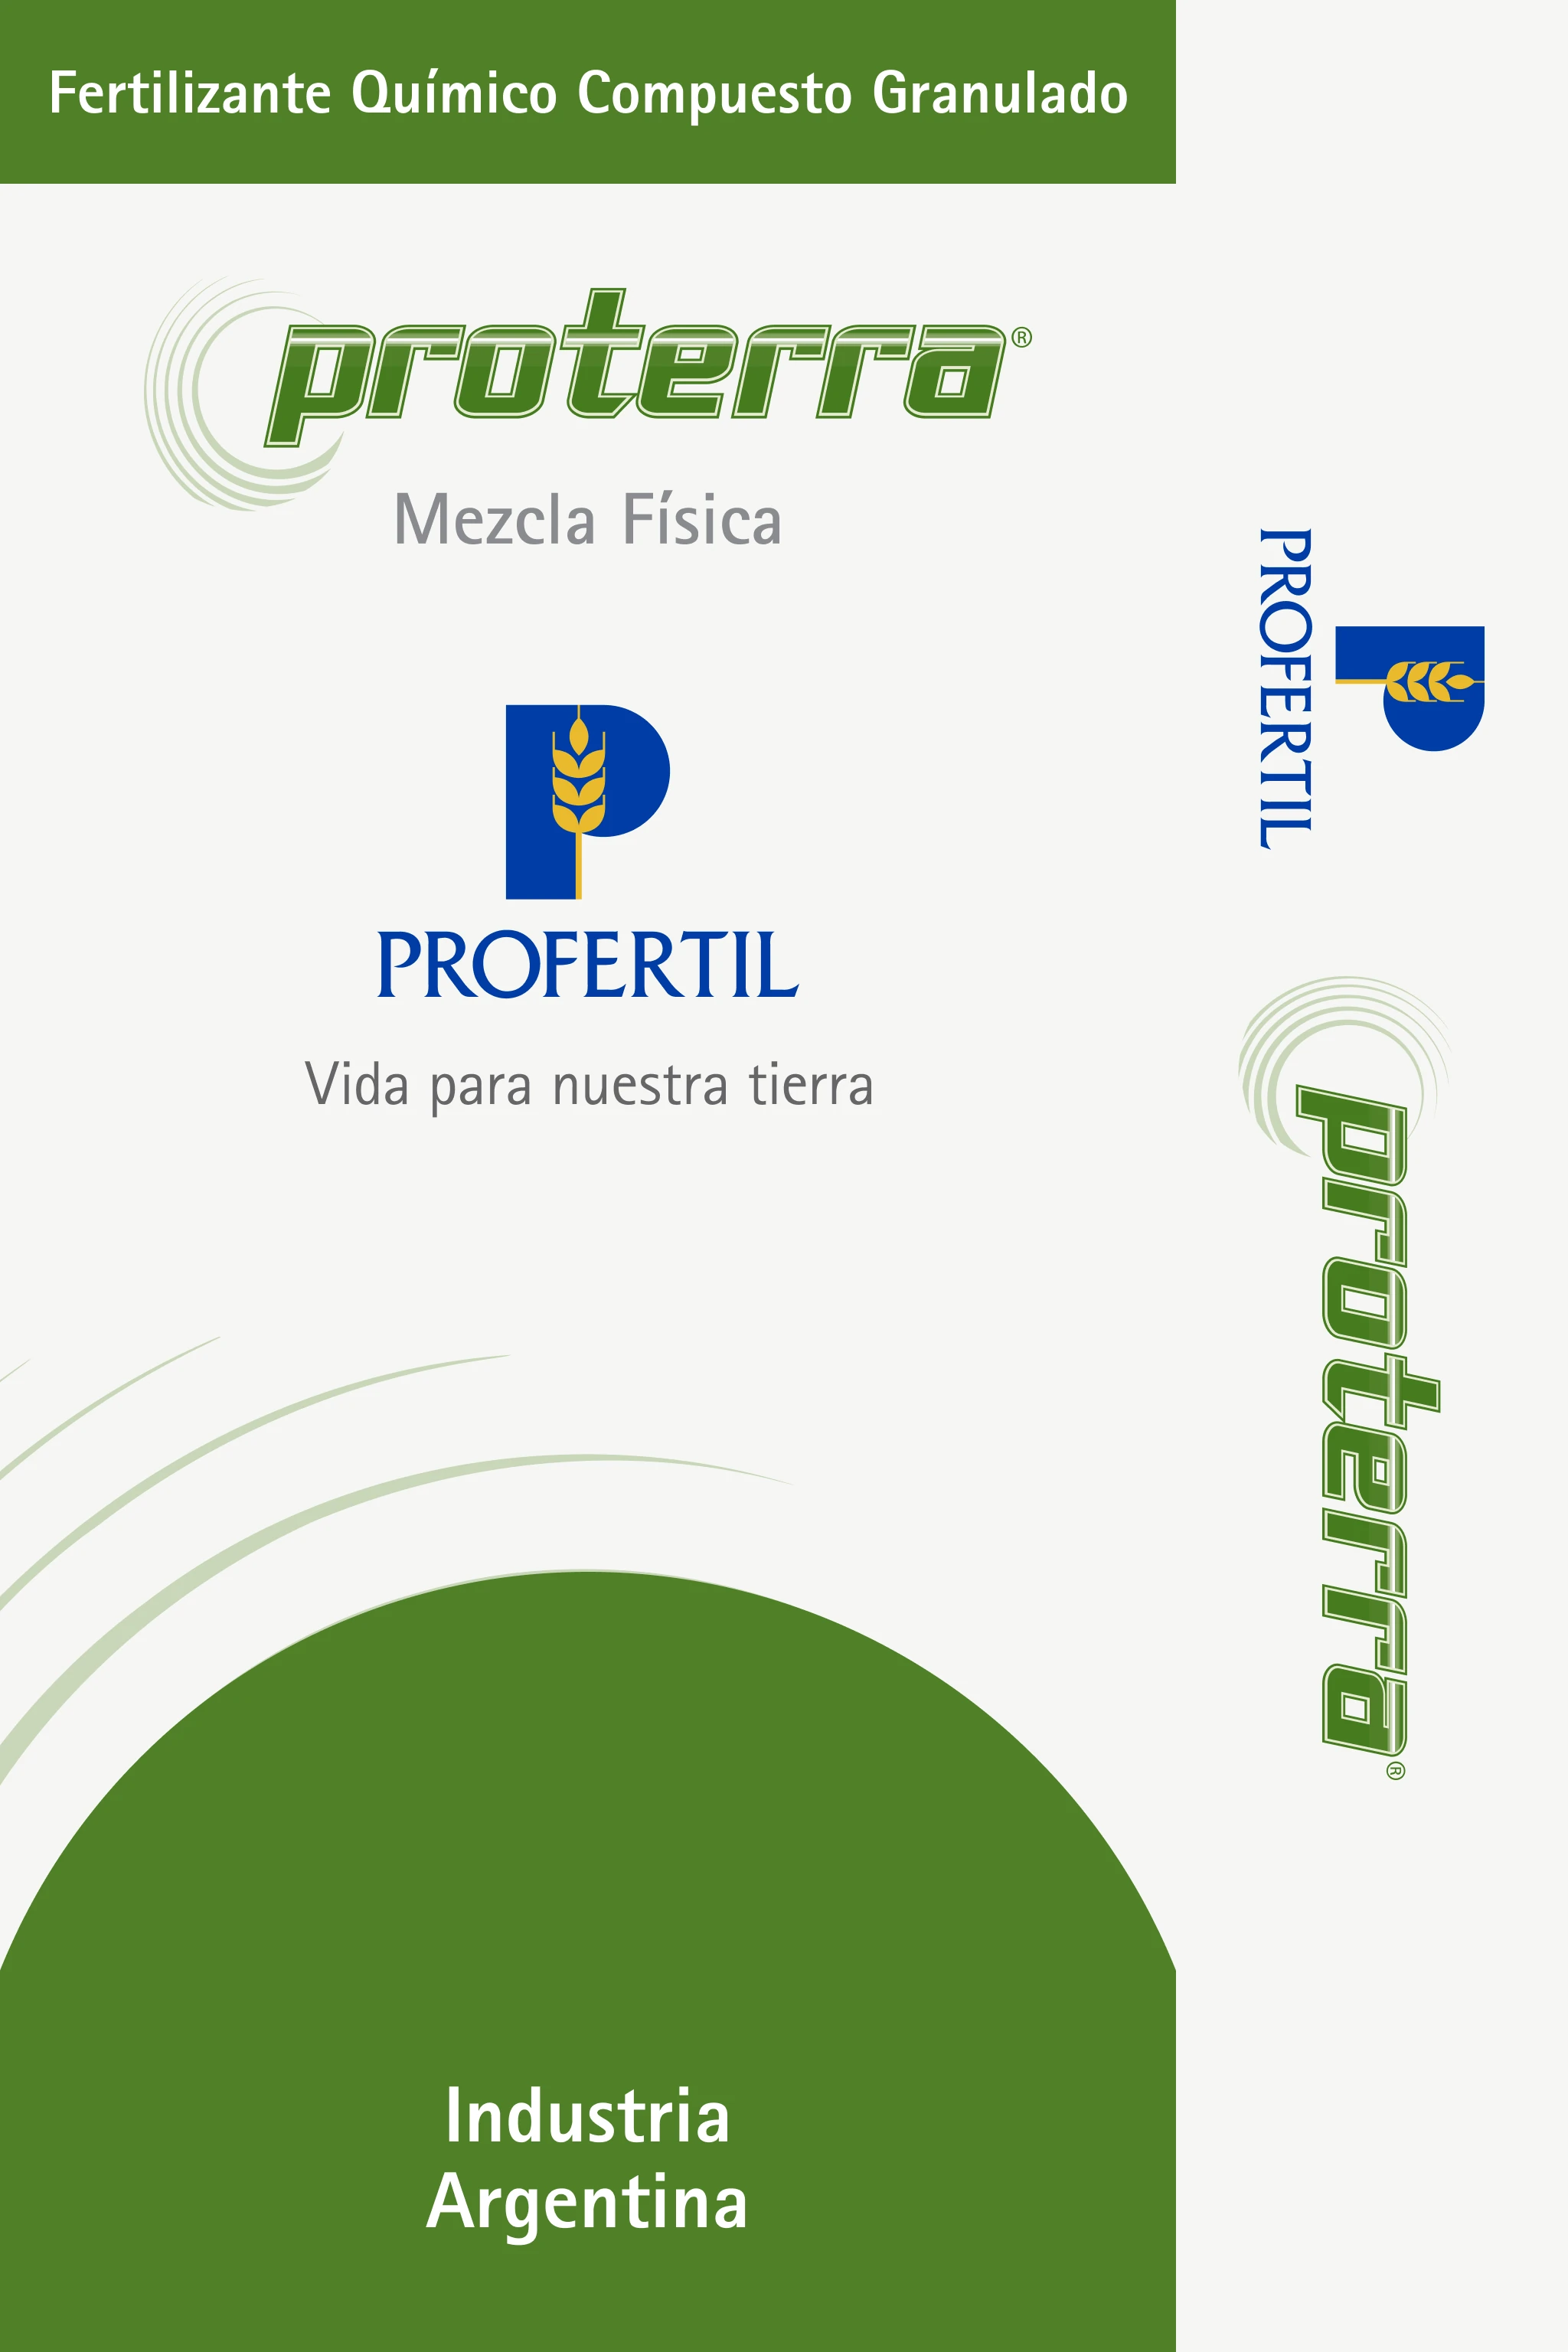 Fertilizante Químico Compuesto Granulado
proterra®
Mezcla Física
PROFERTIL
Vida para nuestra tierra
Industria
Argentina
PROFERTIL
proterra®